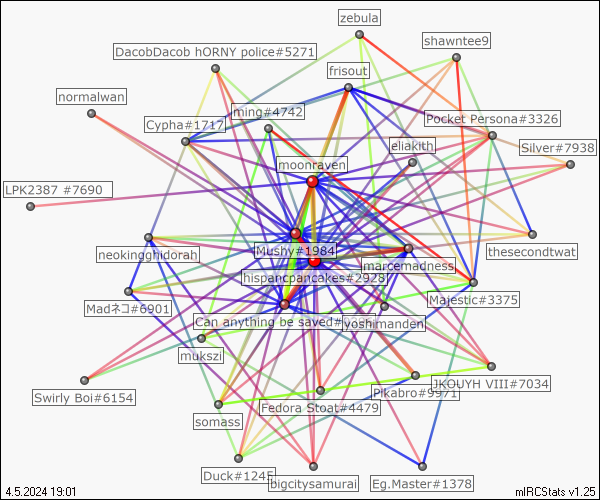 zebula
shawntee9
DacobDacob hORNY police#5271
frisout
normalwan
ming#4742
Cypha#1717
Pocket Persona#3326
eliakith
Silver#7938
moonraven
LPK2387 #7690
Mushy#1984
neokingghidorah
thesecondtwat
marcemadness
hispancpancakes#2928
Majestic#3375
Madネコ#6901
Can anything be saved#
yoshimanden
mukszi
JKOUYH VIII#7034
Pikabro#9971
Swirly Boi#6154
Fedora Stoat#4479
somass
Duck#1245
bigcitysamurai
Eg.Master#1378
4.5.2024 19:01
mIRCStats v1.25